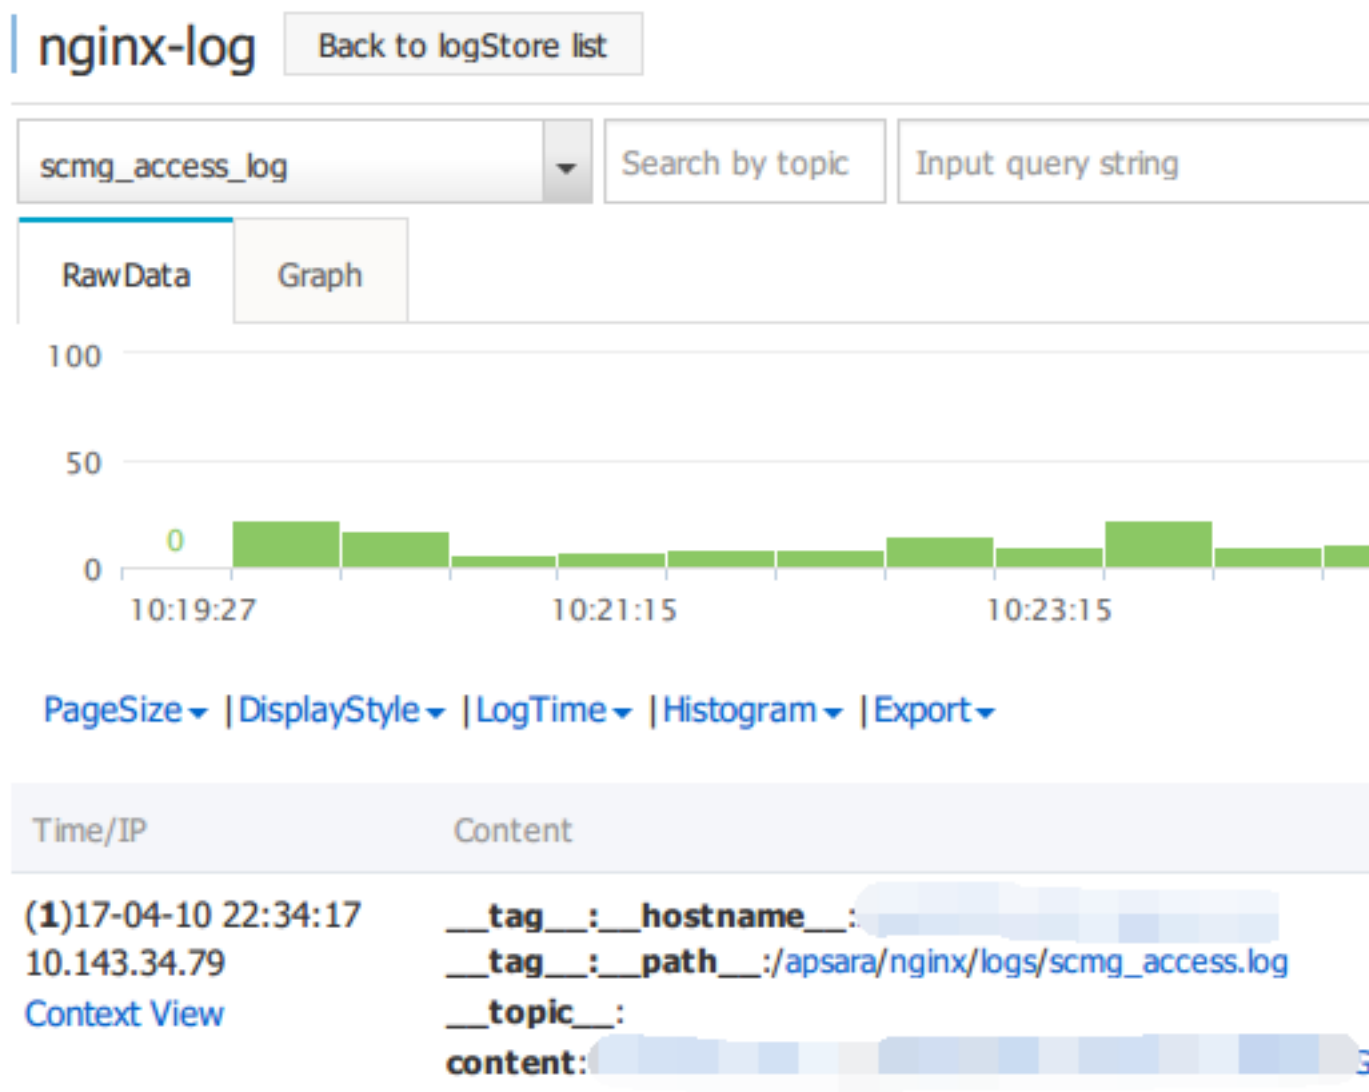 nginx-log Back to logStore list
scmg_access_log Search by topic Input query string
RawData Graph
100
50
0
0
10:19:27 10:21:15 10:23:15
PageSize |DisplayStyle |LogTime |Histogram |Export
Time/IP Content
(1)17-04-10 22:34:17 __tag__:__hostname__:
10.143.34.79 __tag__:__path__:/apsara/nginx/logs/scmg_access.log
Context View __topic__:
content: